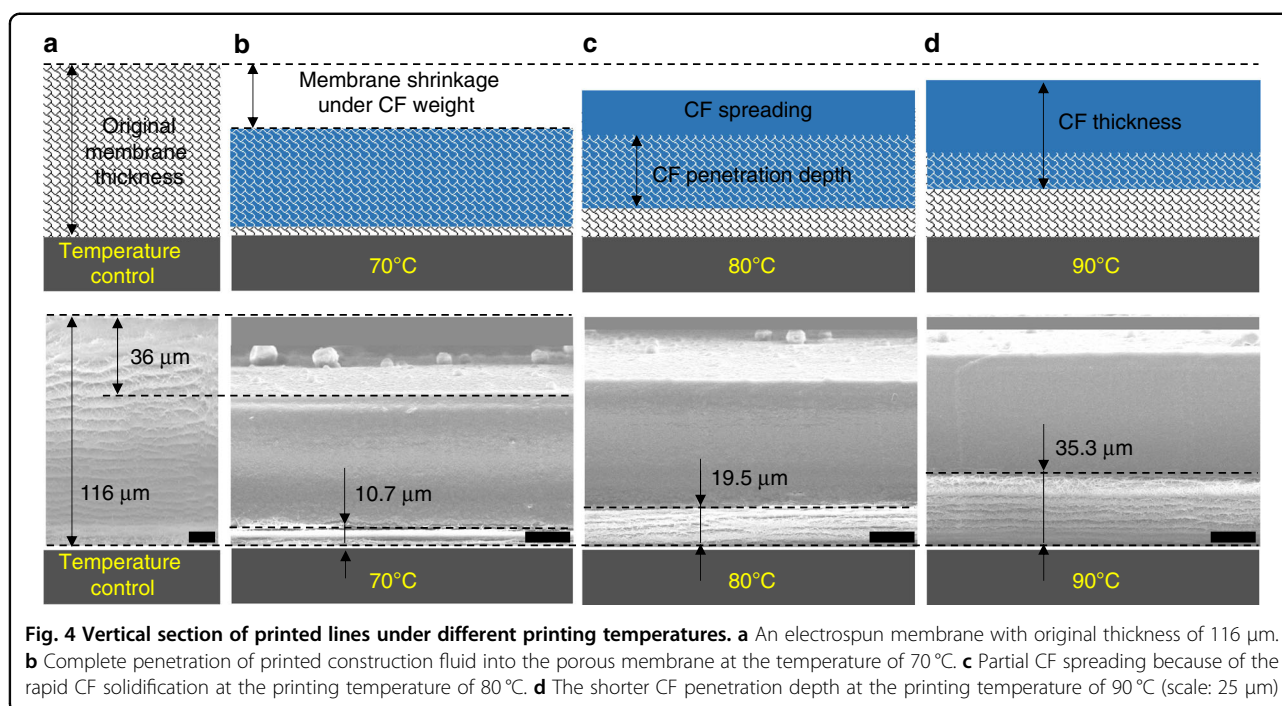 a
b
c
d
Original
membrane
thickness
Membrane shrinkage
under CF weight
CF spreading
CF penetration depth
CF thickness
Temperature
control
70°C
80°C
90°C
36 μm
116 μm
10.7 μm
19.5 μm
35.3 μm
Temperature
control
70°C
80°C
90°C
Fig. 4 Vertical section of printed lines under different printing temperatures. a An electrospun membrane with original thickness of 116 μm.
b Complete penetration of printed construction fluid into the porous membrane at the temperature of 70 °C. c Partial CF spreading because of the
rapid CF solidification at the printing temperature of 80 °C. d The shorter CF penetration depth at the printing temperature of 90 °C (scale: 25 μm)